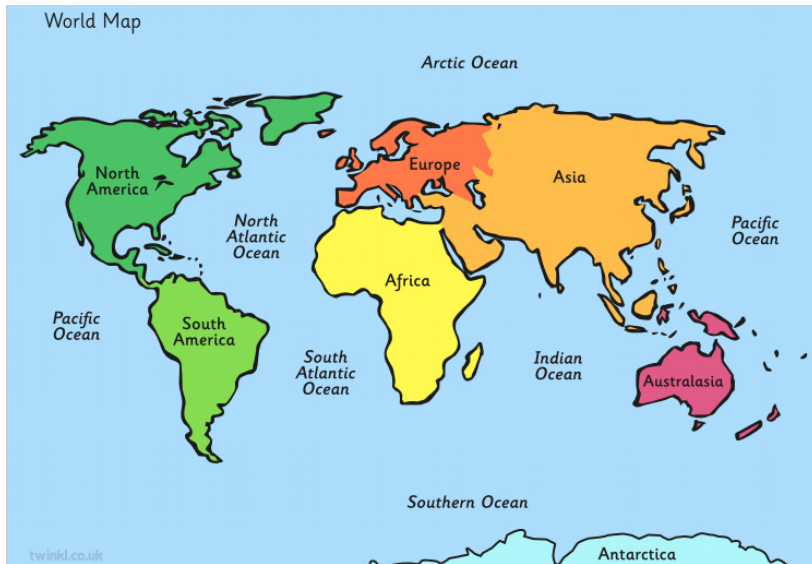 World Map
Arctic Ocean
North
America
Europe
Asia
North
Atlantic
Ocean
Pacific
Ocean
Africa
Pacific
Ocean
South
America
South
Atlantic
Ocean
Indian
Ocean
Australasia
Southern Ocean
twinkl.co.uk
Antarctica